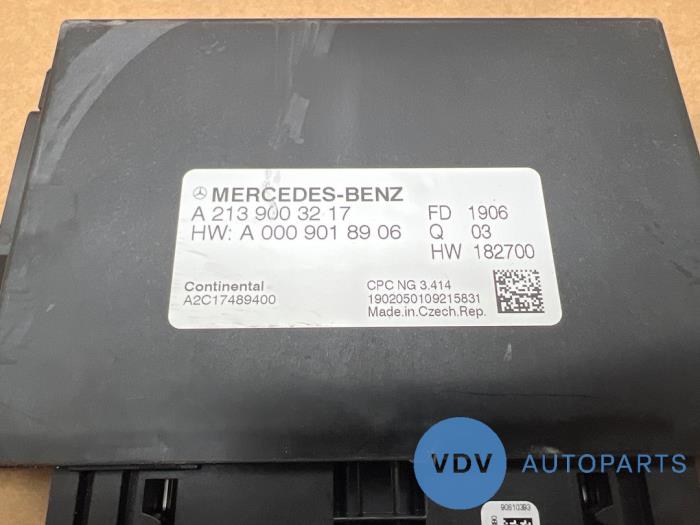 MERCEDES-BENZ
A 213 900 32 17 FD 1906
HW: A 000 901 89 06 Q 03
HW 182700
Continental CPC NG 3.414
A2C17489400 1902050109215831
Made.in.Czech.Rep.
VDV AUTOPARTS